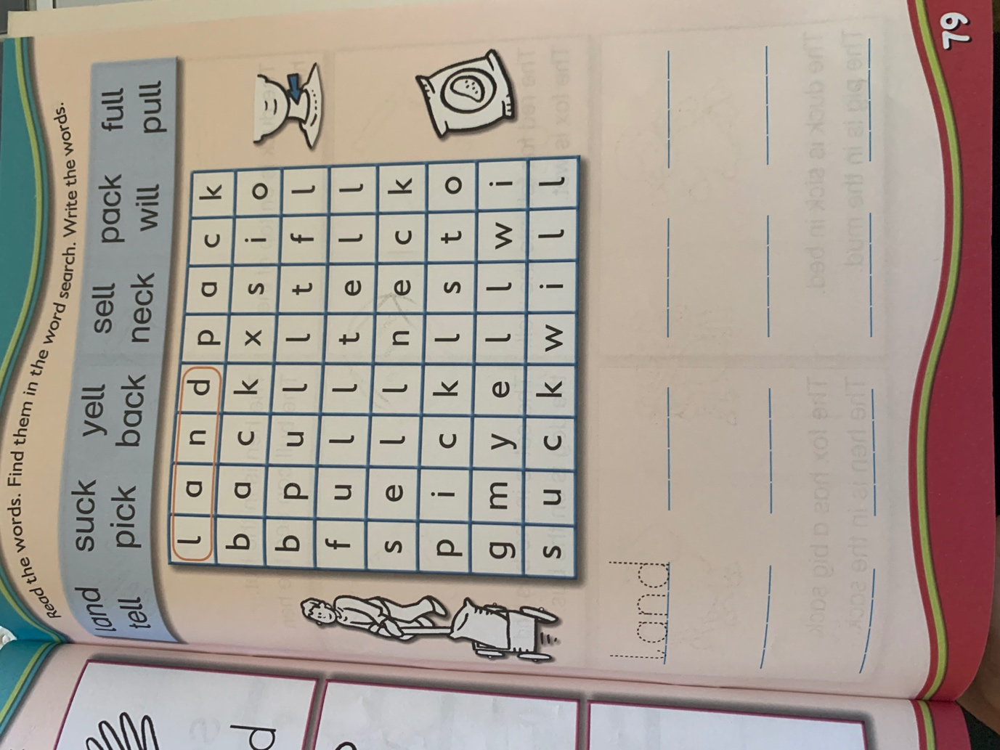 Read the words. Find them in the word search. Write the words.
land suck yell sell pack full
tell pick back neck will pull
l a n d p a c k
b a c k x s i o
b p u l l t f l
f u l l t e l l
s e l l n e c k
p i c k l s t o
g m y e l l w i
s u c k w i l l
land
79
d